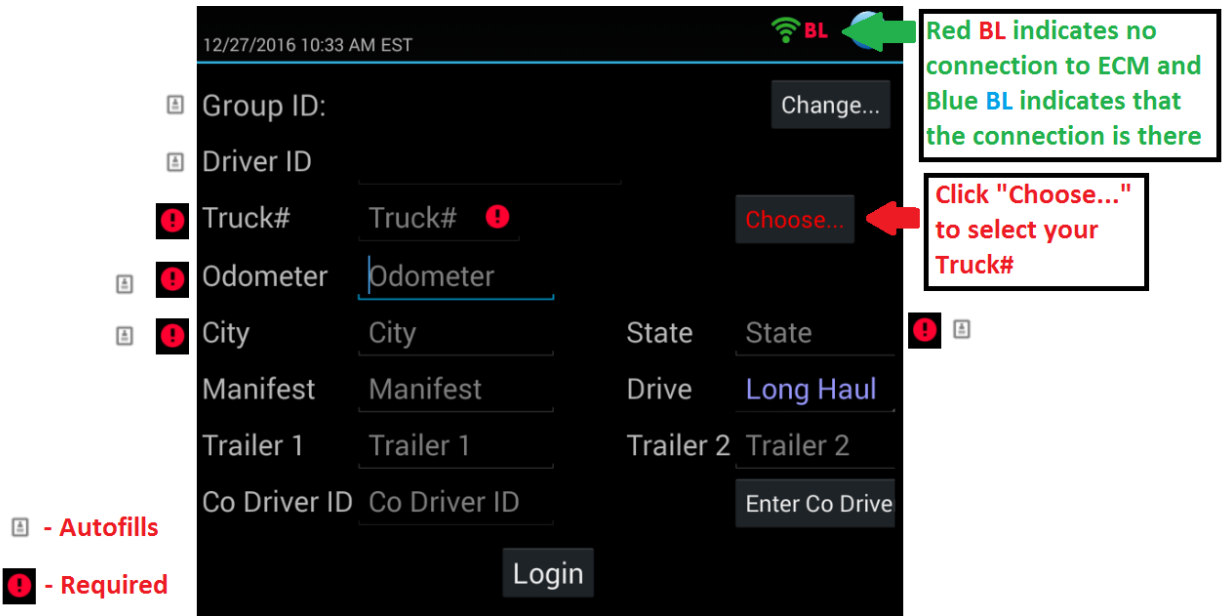 12/27/2016 10:33 AM EST
BL
Red BL indicates no
connection to ECM and
Blue BL indicates that
the connection is there
Group ID:
Change...
Driver ID
Truck#
Truck#
Choose...
Click "Choose..."
to select your
Truck#
Odometer
Odometer
City
City
State
State
Manifest
Manifest
Drive
Long Haul
Trailer 1
Trailer 1
Trailer 2
Trailer 2
Co Driver ID
Co Driver ID
Enter Co Drive
- Autofills
- Required
Login